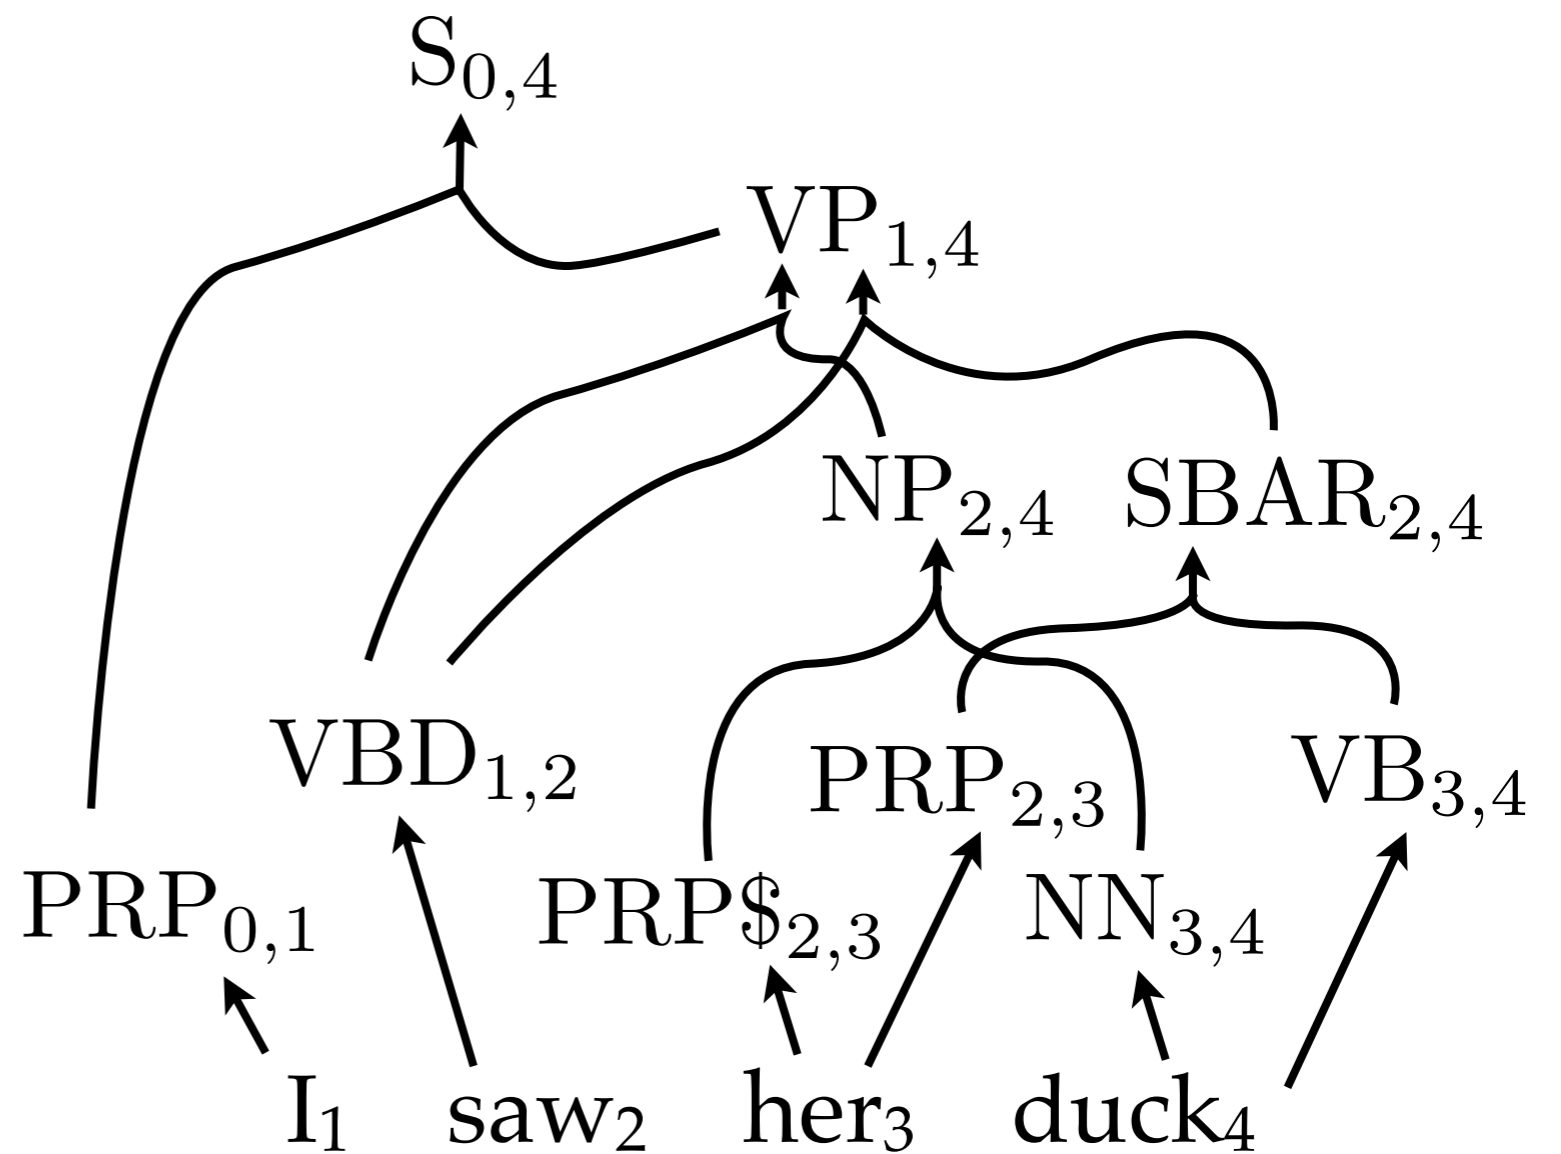 S0,4
VP1,4
NP2,4 SBAR2,4
VBD1,2 PRP2,3 VB3,4
PRP0,1 PRP$2,3 NN3,4
I1 saw2 her3 duck4